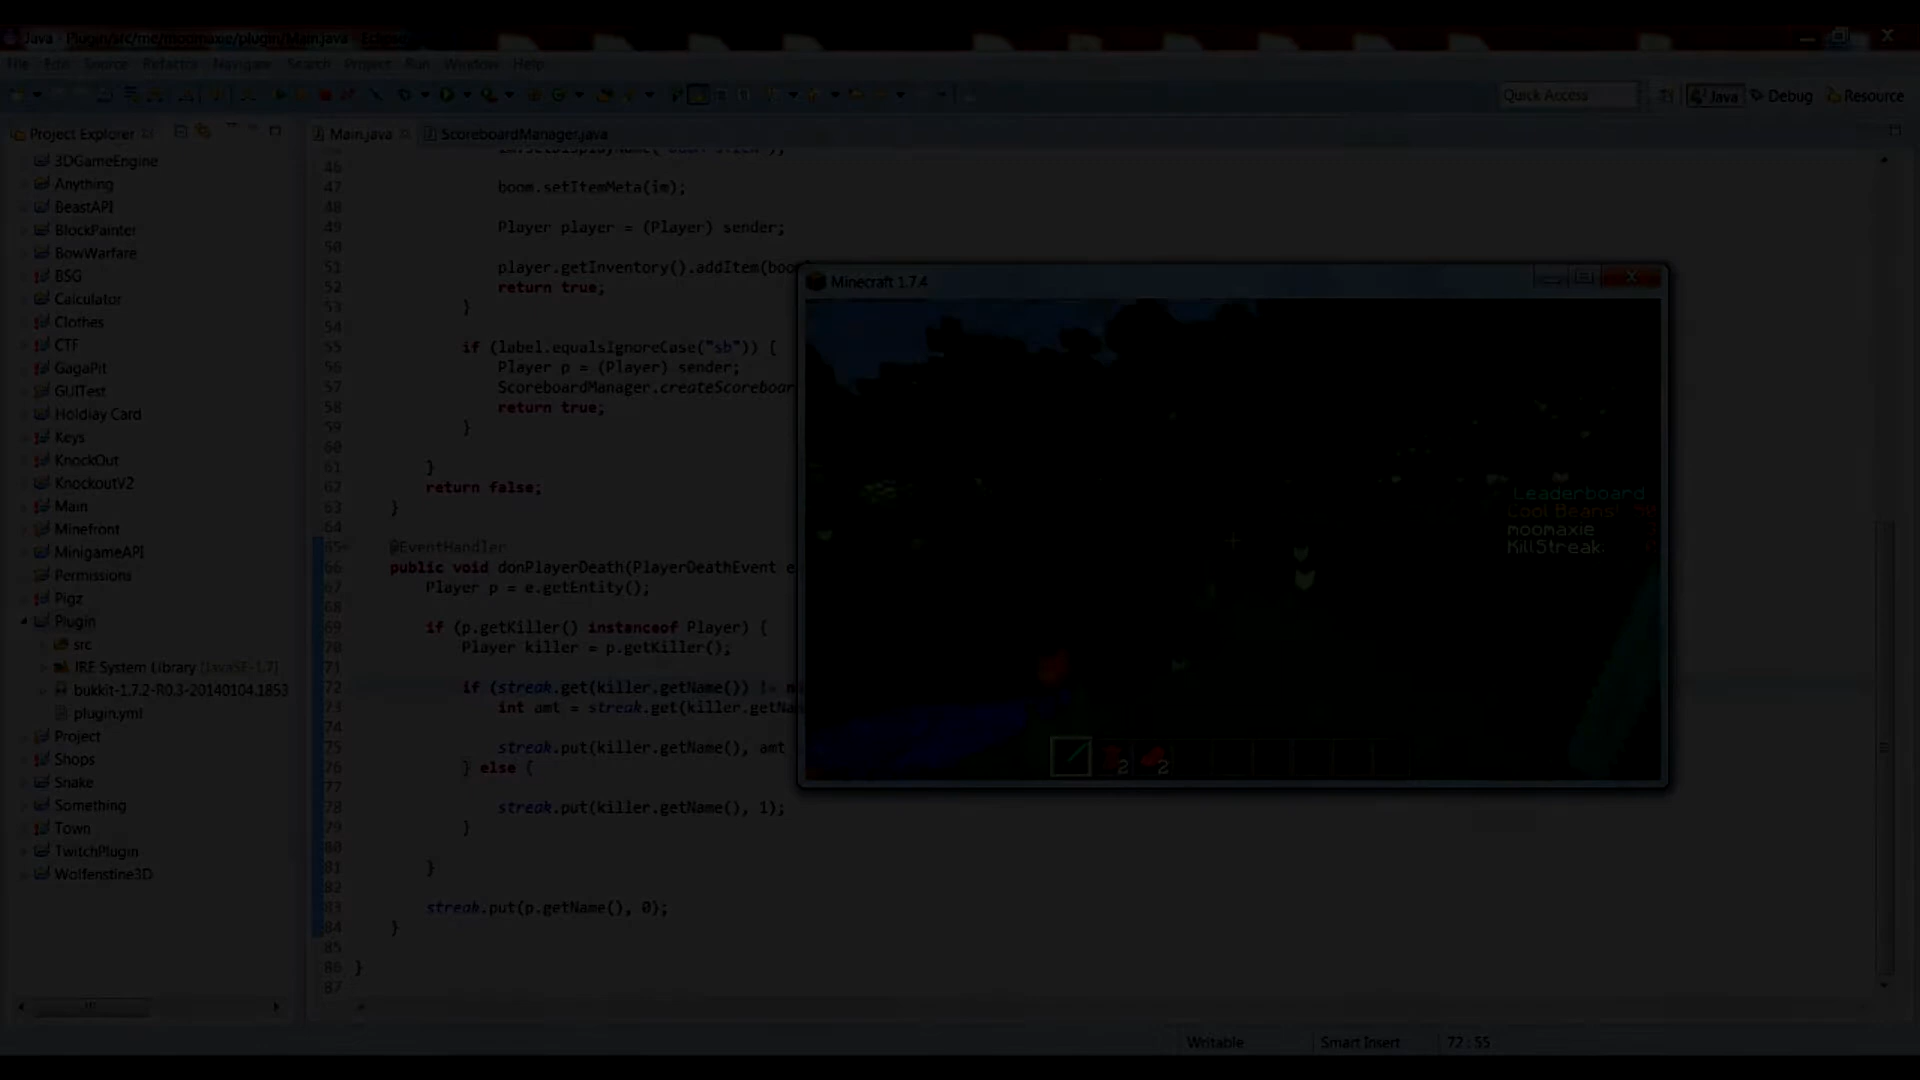 Java - Plugin/src/me/moomaxie/plugin/Main.java - Eclipse
File Edit Source Refactor Navigate Search Project Run Window Help
Quick Access
Java
Debug
Resource
Project Explorer
Main.java
ScoreboardManager.java
3DGameEngine
Anything
BeastAPI
BlockPainter
BowWarfare
BSG
Calculator
Clothes
CTF
GagaPit
GUITest
Holdiay Card
Keys
KnockOut
KnockoutV2
Main
Minefront
MinigameAPI
Permissions
Pigz
Plugin
src
JRE System Library [JavaSE-1.7]
bukkit-1.7.2-R0.3-20140104.1853
plugin.yml
Project
Shops
Snake
Something
Town
TwitchPlugin
Wolfenstine3D
46
47 boom.setItemMeta(im);
48
49 Player player = (Player) sender;
50
51 player.getInventory().addItem(boo
52 return true;
53 }
54
55 if (label.equalsIgnoreCase("sb")) {
56 Player p = (Player) sender;
57 ScoreboardManager.createScoreboar
58 return true;
59 }
60
61 }
62 return false;
63 }
64
65 @EventHandler
66 public void donPlayerDeath(PlayerDeathEvent e
67 Player p = e.getEntity();
68
69 if (p.getKiller() instanceof Player) {
70 Player killer = p.getKiller();
71
72 if (streak.get(killer.getName()) != n
73 int amt = streak.get(killer.getNa
74
75 streak.put(killer.getName(), amt
76 } else {
77
78 streak.put(killer.getName(), 1);
79 }
80
81 }
82
83 streak.put(p.getName(), 0);
84 }
85
86 }
87
Minecraft 1.7.4
Leaderboard
Cool Beans!
moomaxie
KillStreak:
2
2
Writable
Smart Insert
72 : 55